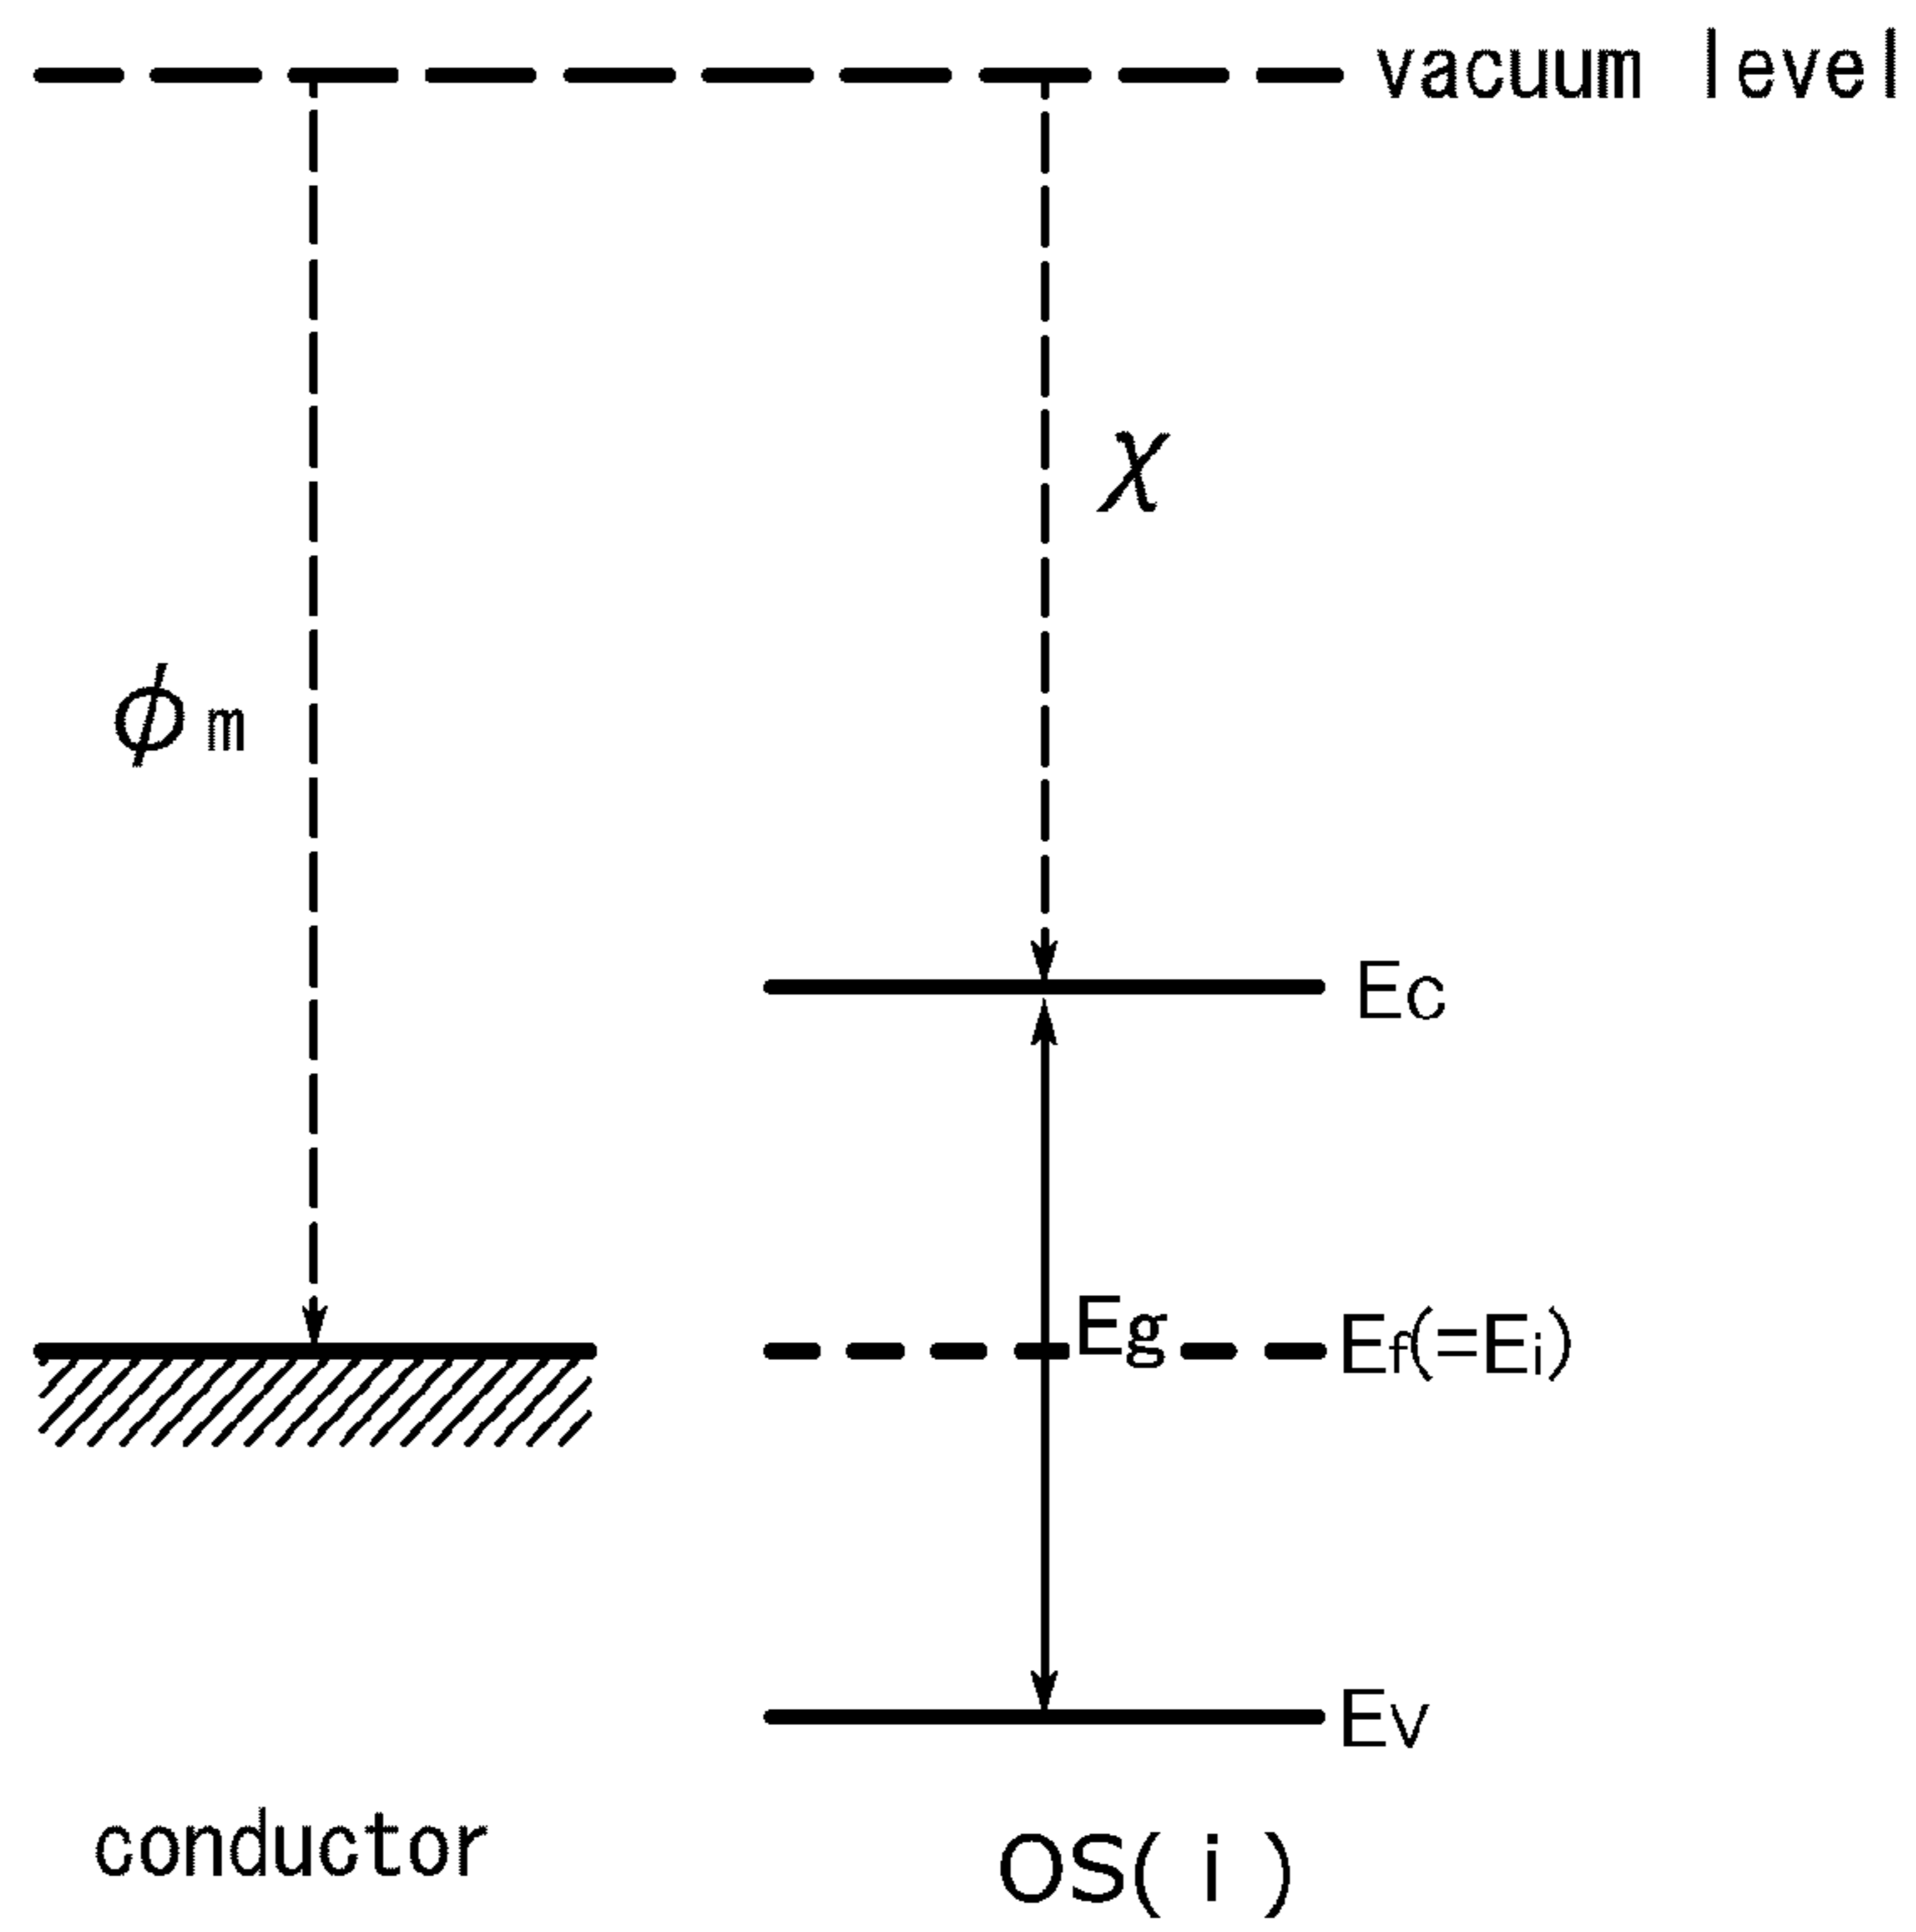 vacuum level
χ
ϕm
Ec
Eg
Ef(=Ei)
Ev
conductor
OS( i )